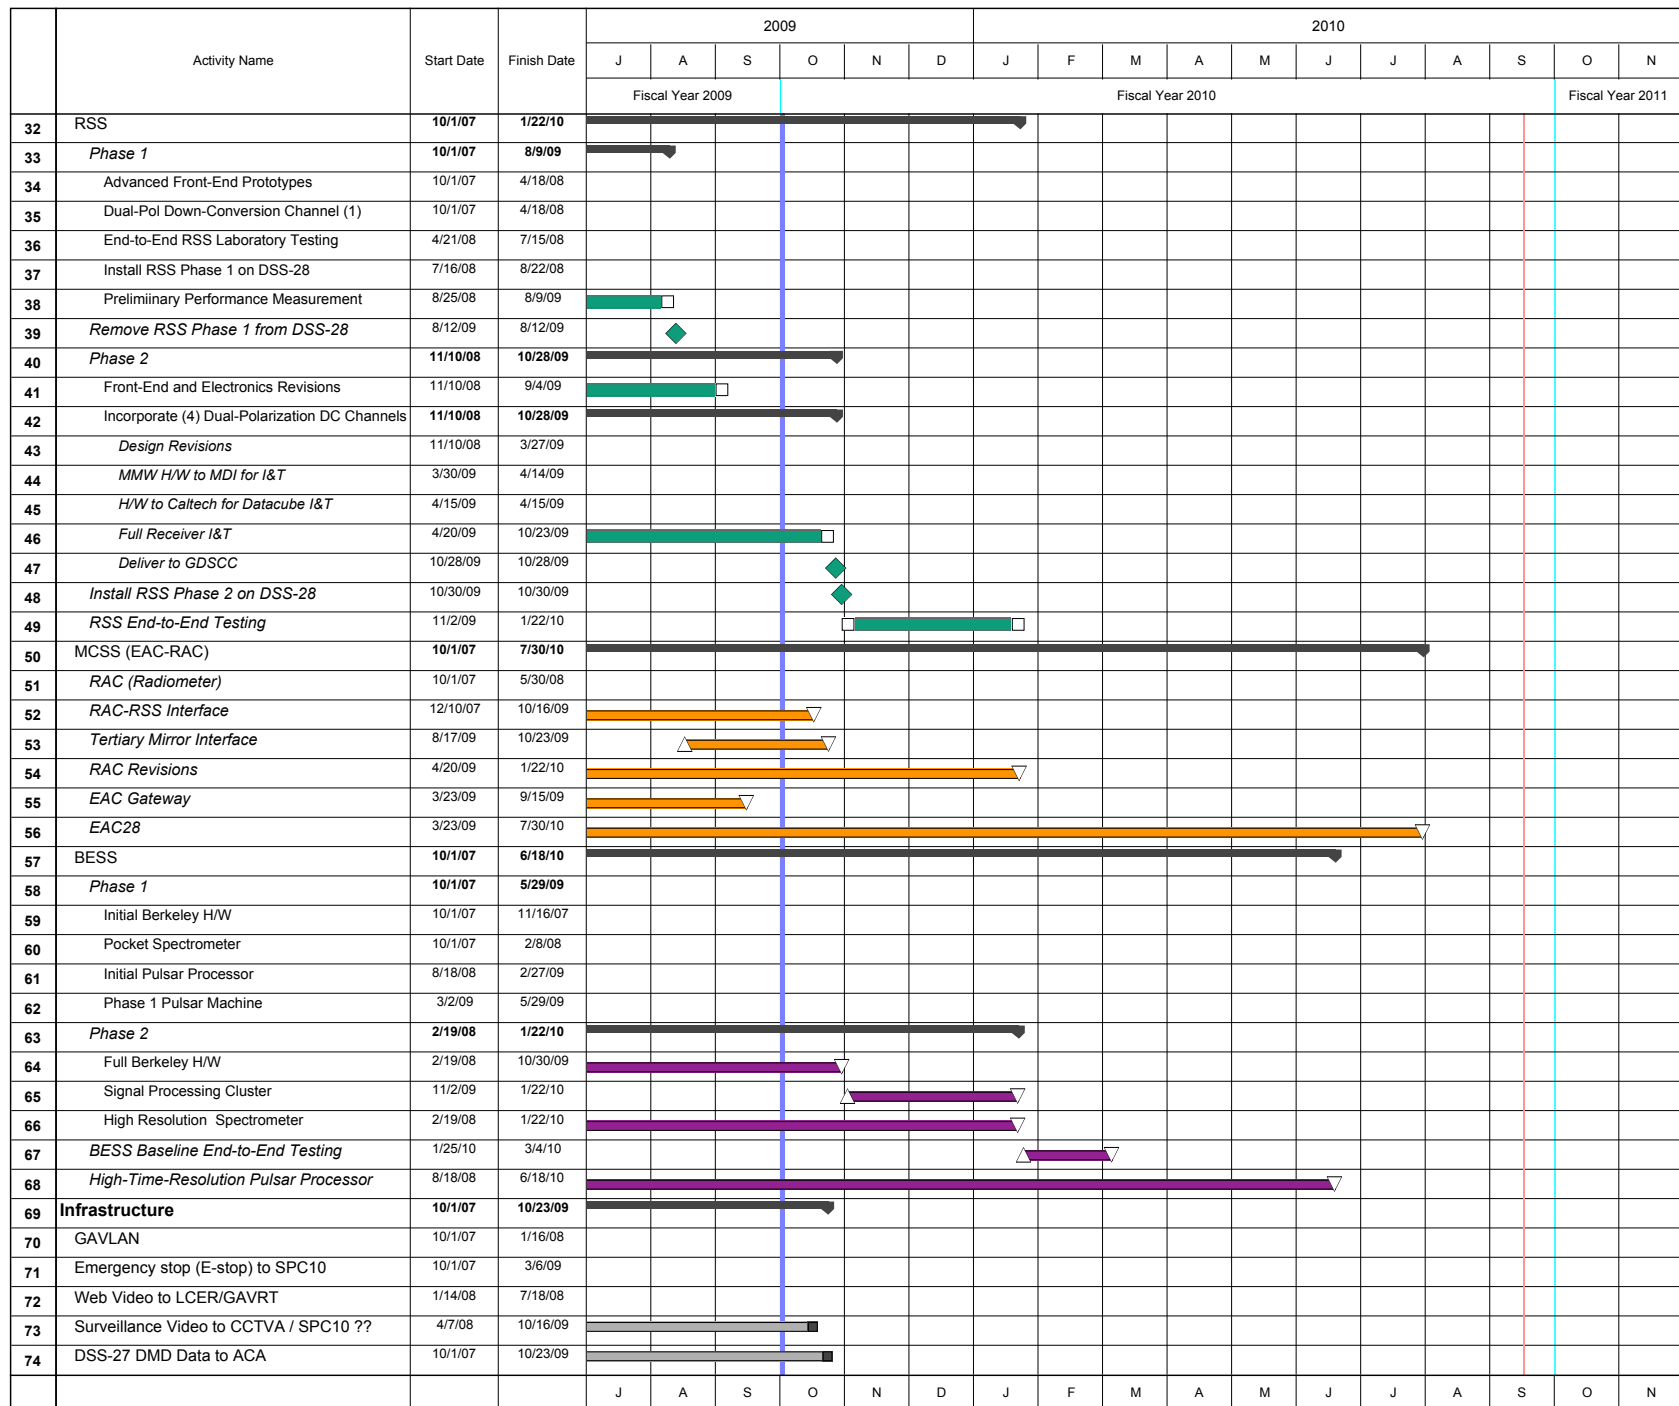 2009 2010
Activity Name Start Date Finish Date J A S O N D J F M A M J J A S O N
Fiscal Year 2009 Fiscal Year 2010 Fiscal Year 2011
32 RSS 10/1/07 1/22/10
33 Phase 1 10/1/07 8/9/09
34 Advanced Front-End Prototypes 10/1/07 4/18/08
35 Dual-Pol Down-Conversion Channel (1) 10/1/07 4/18/08
36 End-to-End RSS Laboratory Testing 4/21/08 7/15/08
37 Install RSS Phase 1 on DSS-28 7/16/08 8/22/08
38 Prelimiinary Performance Measurement 8/25/08 8/9/09
39 Remove RSS Phase 1 from DSS-28 8/12/09 8/12/09
40 Phase 2 11/10/08 10/28/09
41 Front-End and Electronics Revisions 11/10/08 9/4/09
42 Incorporate (4) Dual-Polarization DC Channels 11/10/08 10/28/09
43 Design Revisions 11/10/08 3/27/09
44 MMW H/W to MDI for I&T 3/30/09 4/14/09
45 H/W to Caltech for Datacube I&T 4/15/09 4/15/09
46 Full Receiver I&T 4/20/09 10/23/09
47 Deliver to GDSCC 10/28/09 10/28/09
48 Install RSS Phase 2 on DSS-28 10/30/09 10/30/09
49 RSS End-to-End Testing 11/2/09 1/22/10
50 MCSS (EAC-RAC) 10/1/07 7/30/10
51 RAC (Radiometer) 10/1/07 5/30/08
52 RAC-RSS Interface 12/10/07 10/16/09
53 Tertiary Mirror Interface 8/17/09 10/23/09
54 RAC Revisions 4/20/09 1/22/10
55 EAC Gateway 3/23/09 9/15/09
56 EAC28 3/23/09 7/30/10
57 BESS 10/1/07 6/18/10
58 Phase 1 10/1/07 5/29/09
59 Initial Berkeley H/W 10/1/07 11/16/07
60 Pocket Spectrometer 10/1/07 2/8/08
61 Initial Pulsar Processor 8/18/08 2/27/09
62 Phase 1 Pulsar Machine 3/2/09 5/29/09
63 Phase 2 2/19/08 1/22/10
64 Full Berkeley H/W 2/19/08 10/30/09
65 Signal Processing Cluster 11/2/09 1/22/10
66 High Resolution  Spectrometer 2/19/08 1/22/10
67 BESS Baseline End-to-End Testing 1/25/10 3/4/10
68 High-Time-Resolution Pulsar Processor 8/18/08 6/18/10
69 Infrastructure 10/1/07 10/23/09
70 GAVLAN 10/1/07 1/16/08
71 Emergency stop (E-stop) to SPC10 10/1/07 3/6/09
72 Web Video to LCER/GAVRT 1/14/08 7/18/08
73 Surveillance Video to CCTVA / SPC10 ?? 4/7/08 10/16/09
74 DSS-27 DMD Data to ACA 10/1/07 10/23/09
J A S O N D J F M A M J J A S O N